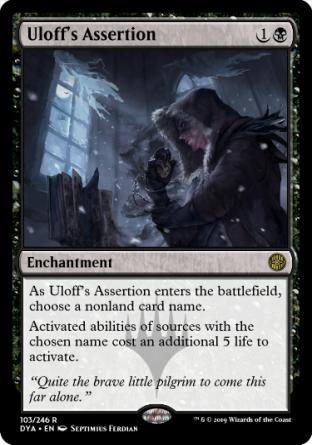 Uloff's Assertion 1
Enchantment
As Uloff's Assertion enters the battlefield,
choose a nonland card name.
Activated abilities of sources with the
chosen name cost an additional 5 life to
activate.
“Quite the brave little pilgrim to come this
far alone.”
103/246 R
DYA • EN SEPTIMIUS FERDIAN ™ & © 2019 Wizards of the Coast